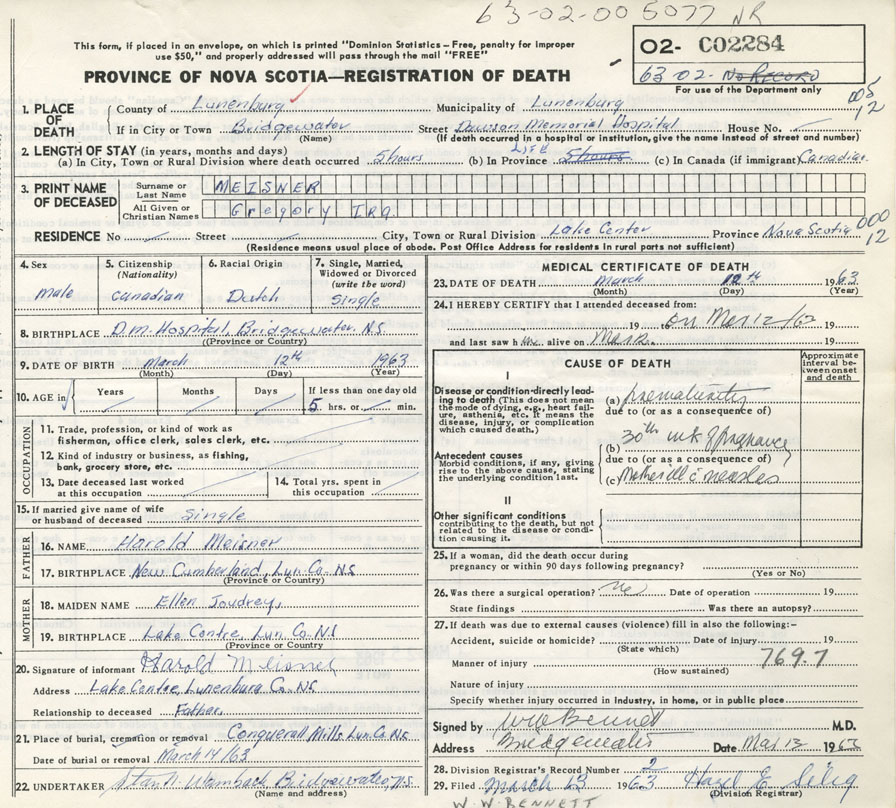 63-02-005077 NR
This form, if placed in an envelope, on which is printed "Dominion Statistics – Free, penalty for improper
use $50," and properly addressed will pass through the mail "FREE"
O2- C02284
63 02- No Record
PROVINCE OF NOVA SCOTIA—REGISTRATION OF DEATH
For use of the Department only
005
12
1. PLACE OF DEATH
County of Lunenburg Municipality of Lunenburg
If in City or Town Bridgewater Street Dawson Memorial Hospital House No.
(Name) (If death occurred in a hospital or institution, give the name instead of street and number)
2. LENGTH OF STAY (in years, months and days)
(a) In City, Town or Rural Division where death occurred 5 hours (b) In Province Life 5 hours (c) In Canada (if immigrant) Canadian
3. PRINT NAME OF DECEASED
Surname or Last Name MEISNER
All Given or Christian Names Gregory Ira
RESIDENCE No Street City, Town or Rural Division Lake Center Province Nova Scotia
000
12
(Residence means usual place of abode. Post Office Address for residents in rural parts not sufficient)
4. Sex
male
5. Citizenship
(Nationality)
Canadian
6. Racial Origin
Dutch
7. Single, Married,
Widowed or Divorced
(write the word)
Single
8. BIRTHPLACE D.M. Hospital, Bridgewater. N.S
(Province or Country)
9. DATE OF BIRTH March 12th 1963
(Month) (Day) (Year)
10. AGE in Years Months Days If less than one day old
5 hrs. or min.
OCCUPATION
11. Trade, profession, or kind of work as
fisherman, office clerk, sales clerk, etc.
12. Kind of industry or business, as fishing,
bank, grocery store, etc.
13. Date deceased last worked
at this occupation
14. Total yrs. spent in
this occupation
15. If married give name of wife
or husband of deceased Single
FATHER
16. NAME Harold Meisner
17. BIRTHPLACE New Cumberland, Lun. Co. N.S
(Province or Country)
MOTHER
18. MAIDEN NAME Ellen Joudrey,
19. BIRTHPLACE Lake Centre, Lun. Co. N.S
(Province or Country)
20. Signature of informant Harold Meisner
Address Lake Centre, Lunenburg Co. N.S
Relationship to deceased Father,
21. Place of burial, cremation or removal Conquerall Mills, Lun. Co. N.S
Date of burial or removal March 14/63
22. UNDERTAKER Bridgewater, N.S.
(Name and address)
MEDICAL CERTIFICATE OF DEATH
23. DATE OF DEATH March 12th 1963
(Month) (Day) (Year)
24. I HEREBY CERTIFY that I attended deceased from:
19 to on Mar 12/63 19
and last saw h im alive on 19
CAUSE OF DEATH
Approximate
interval be-
tween onset
and death
I
Disease or condition directly lead-
ing to death (This does not
mean the mode of dying, e.g., heart fail-
ure, asthenia, etc. It means the
disease, injury, or complication
which caused death.)
(a) prematurity
due to (or as a consequence of)
Antecedent causes
Morbid conditions, if any, giving
rise to the above cause, stating
the underlying condition last.
(b) 30th wk of pregnancy
due to (or as a consequence of)
(c) Mother ill c measles
II
Other significant conditions
contributing to the death, but not
related to the disease or condi-
tion causing it.
25. If a woman, did the death occur during
pregnancy or within 90 days following pregnancy?
(Yes or No)
26. Was there a surgical operation? no Date of operation 19
State findings Was there an autopsy?
27. If death was due to external causes (violence) fill in also the following:-
Accident, suicide or homicide? Date of Injury 19
(State which)
Manner of injury 769.7
(How sustained)
Nature of injury
Specify whether injury occurred in Industry, in home, or in public place
Signed by WW Bennett M.D.
Address Bridgewater Date Mar 13 1963
28. Division Registrar's Record Number 2
29. Filed March 13 1963 Hazel E.
(Division Registrar)
W. W. BENNETT